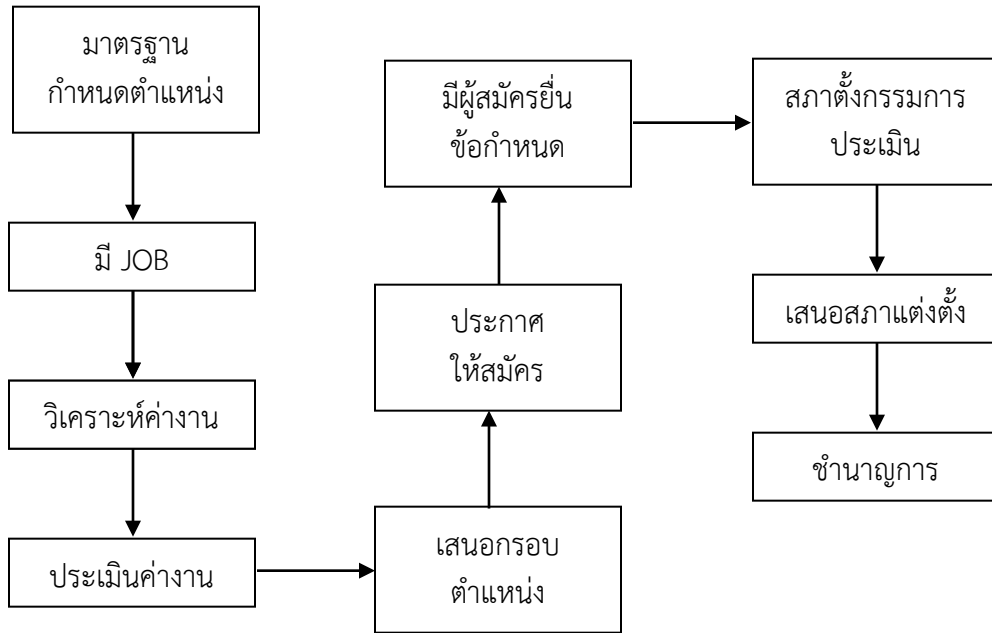 มาตรฐาน
กำหนดตำแหน่ง
มี JOB
วิเคราะห์ค่างาน
ประเมินค่างาน
เสนอกรอบ
ตำแหน่ง
ประกาศ
ให้สมัคร
มีผู้สมัครยื่น
ข้อกำหนด
สภาตั้งกรรมการ
ประเมิน
เสนอสภาแต่งตั้ง
ชำนาญการ